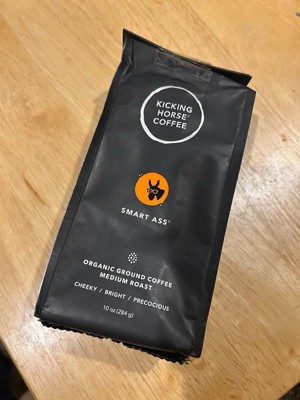 KICKING
HORSE®
COFFEE
SMART ASS®
ORGANIC GROUND COFFEE
MEDIUM ROAST
CHEEKY / BRIGHT / PRECOCIOUS
10 oz (284 g)